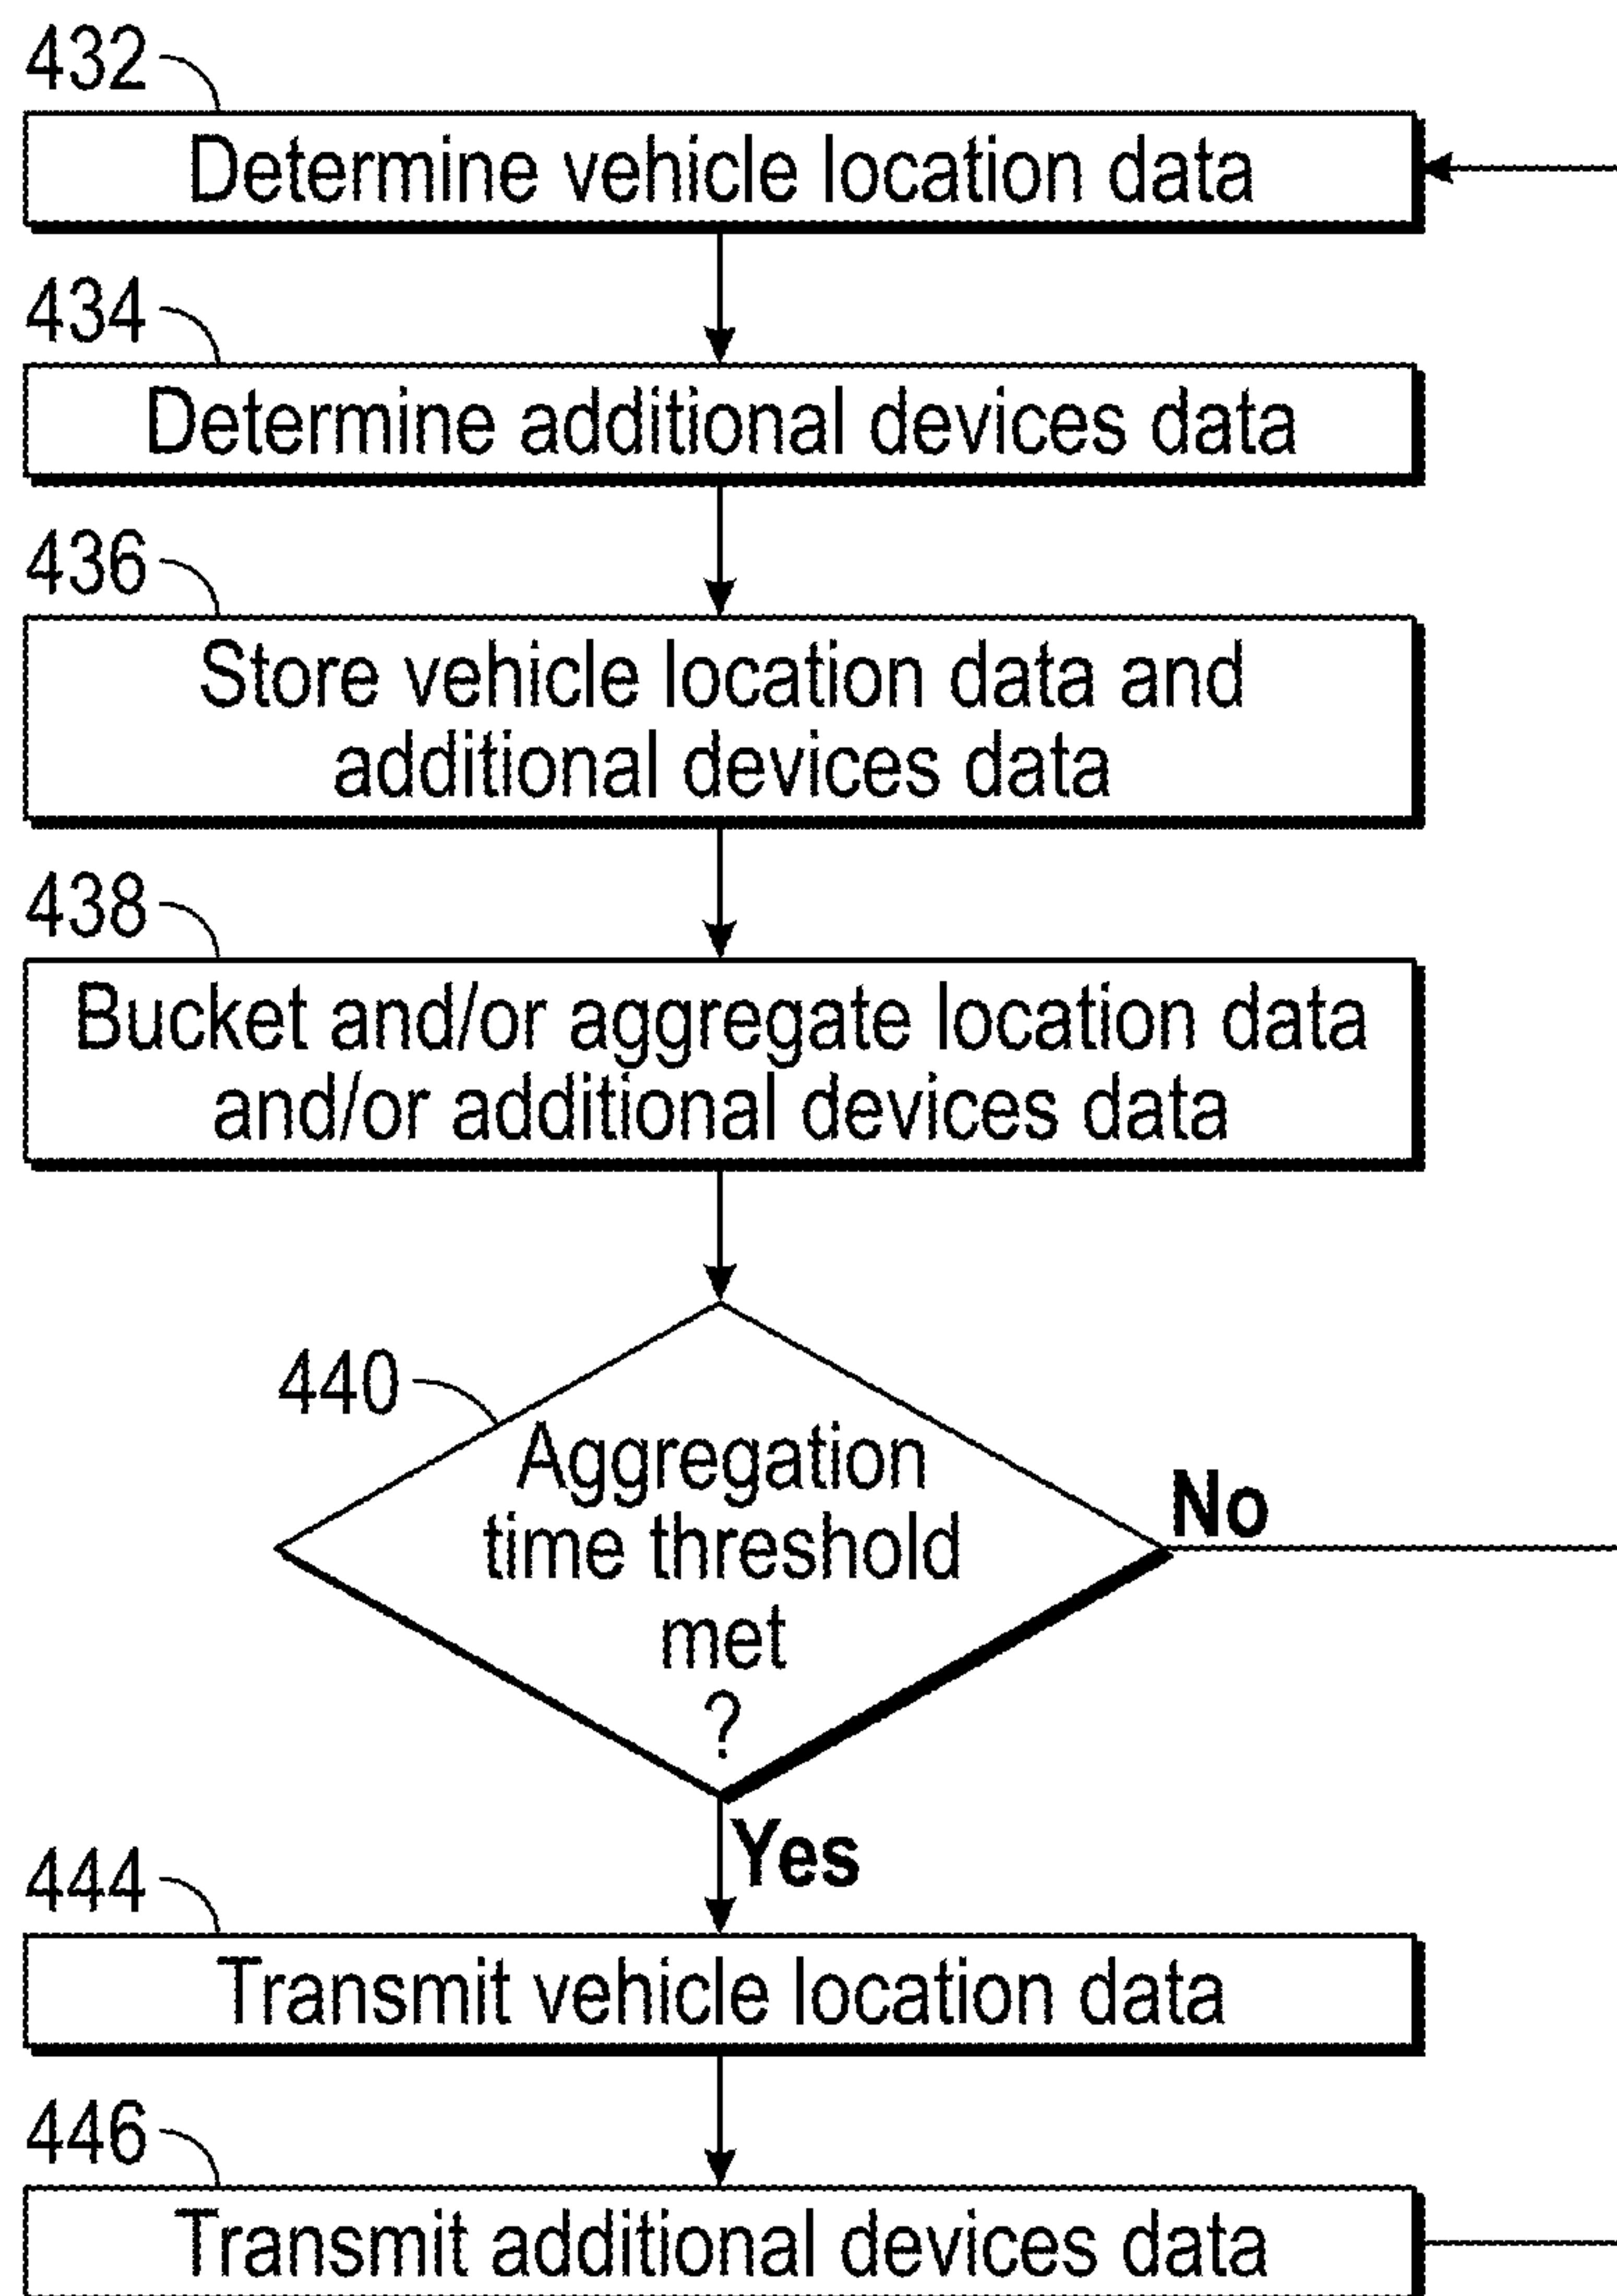 432
Determine vehicle location data
434
Determine additional devices data
436
Store vehicle location data and
additional devices data
438
Bucket and/or aggregate location data
and/or additional devices data
440
Aggregation
time threshold
met
?
No
Yes
444
Transmit vehicle location data
446
Transmit additional devices data